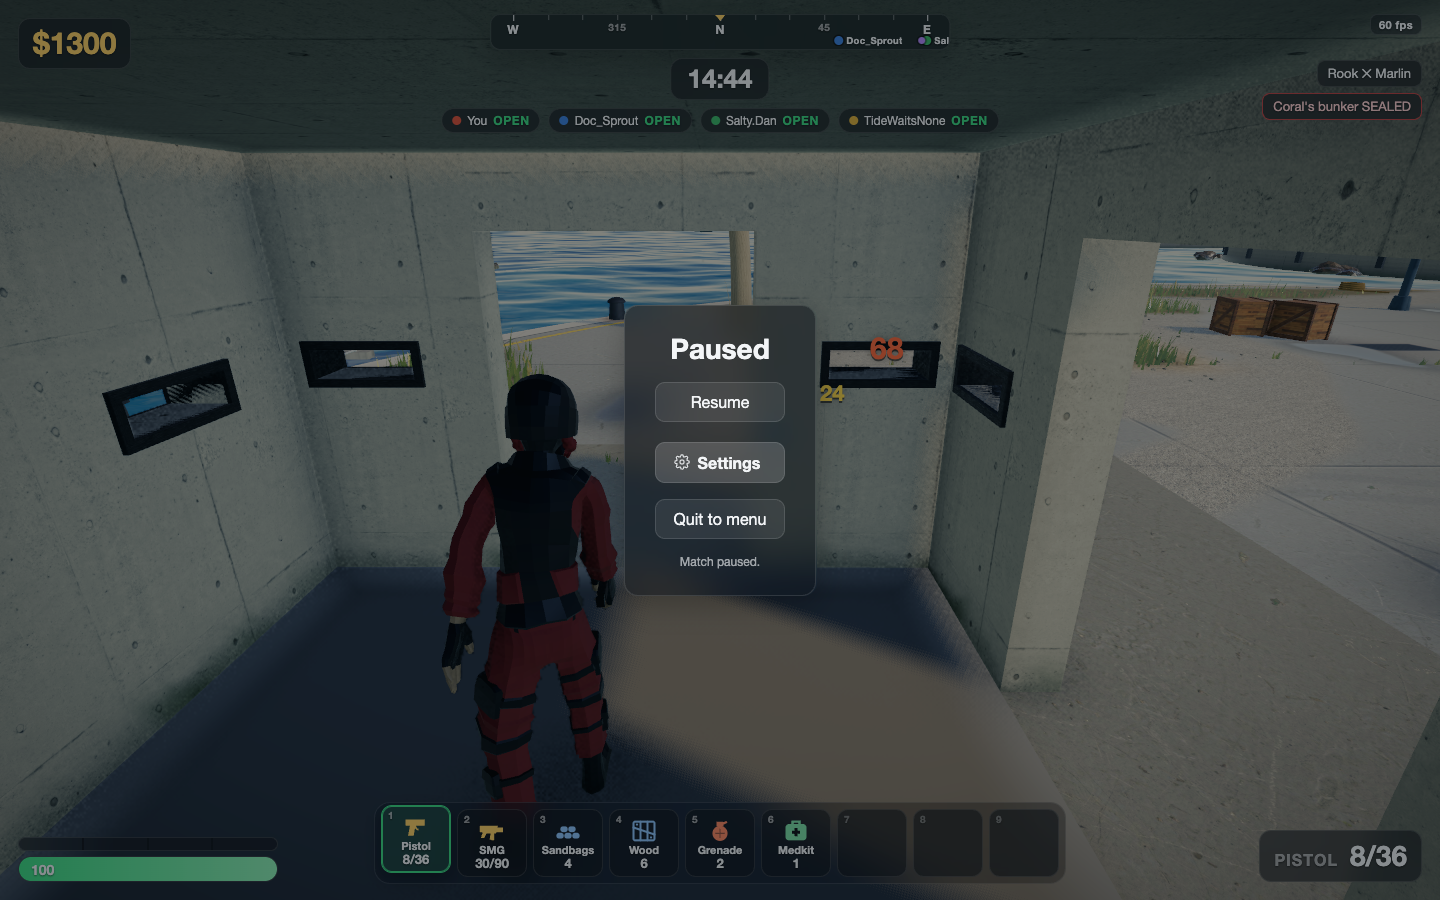 $1300
W 315 N 45 E
Doc_Sprout Sal
60 fps
14:44
Rook X Marlin
Coral's bunker SEALED
You OPEN
Doc_Sprout OPEN
Salty.Dan OPEN
TideWaitsNone OPEN
Paused
68
24
Resume
Settings
Quit to menu
Match paused.
1 Pistol 8/36
2 SMG 30/90
3 Sandbags 4
4 Wood 6
5 Grenade 2
6 Medkit 1
7
8
9
100
PISTOL 8/36